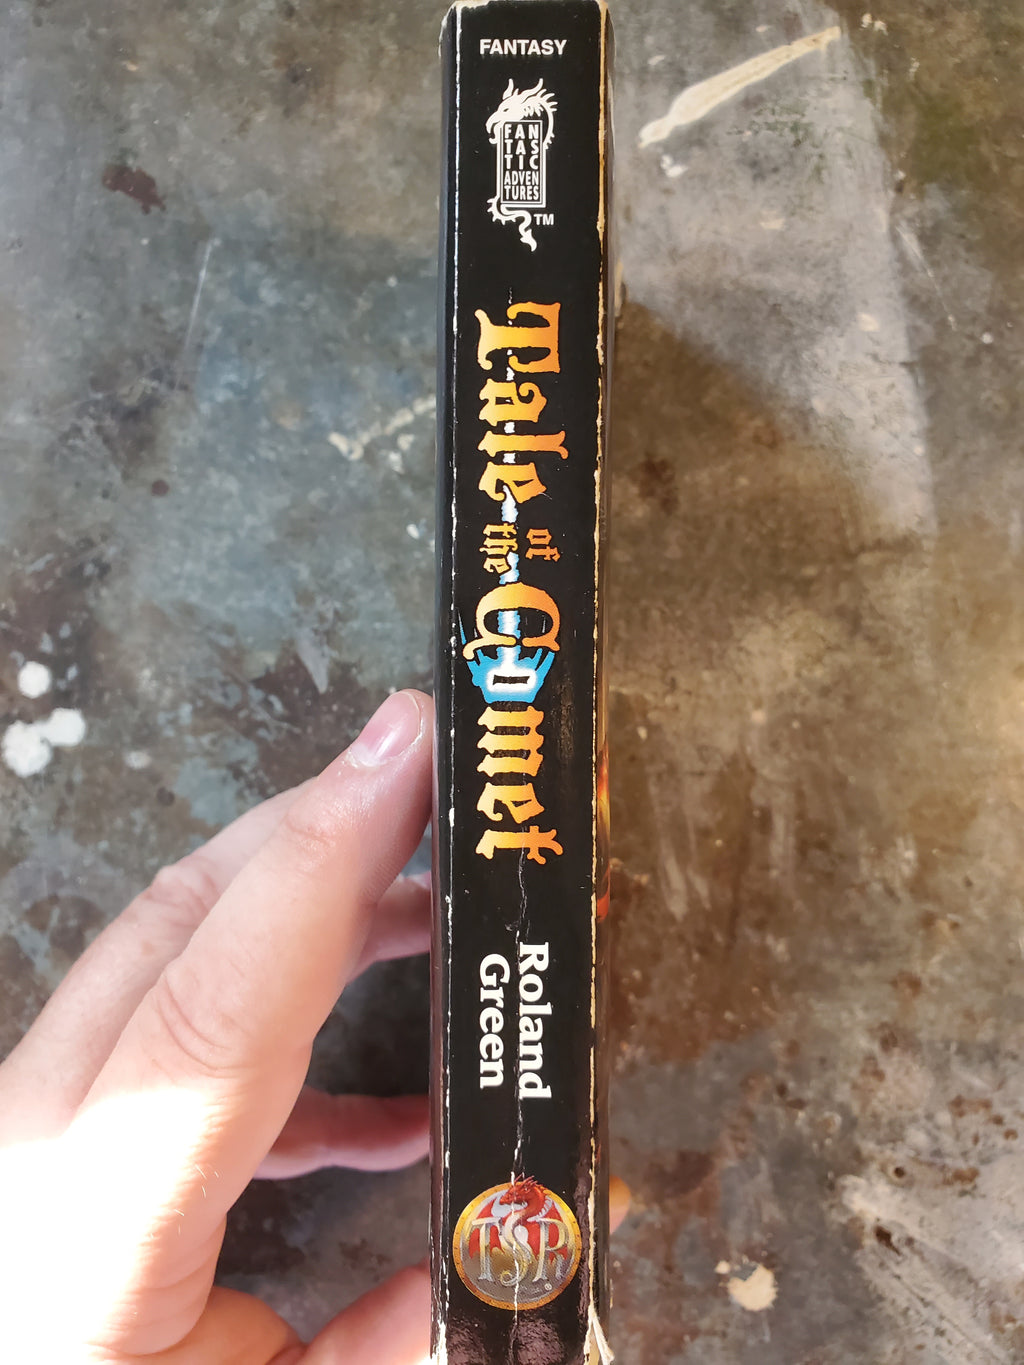 FANTASY
FAN
TAS
TIC
ADVEN
TURES
TM
Tale
of
the
Comet
Roland
Green
TSR